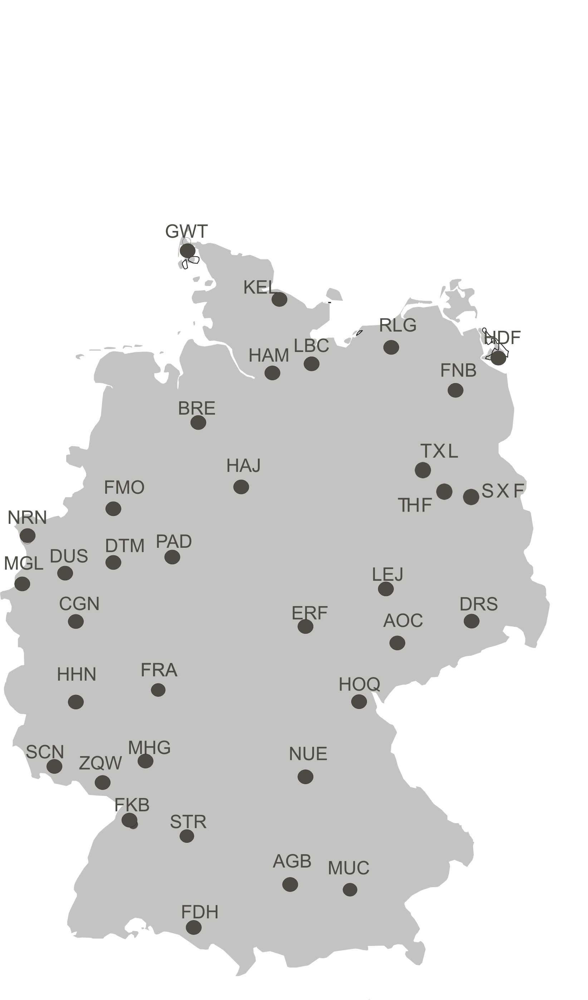 GWT
KEL
RLG
HDF
LBC
HAM
FNB
BRE
TXL
HAJ
FMO
SXF
THF
NRN
PAD
DTM
DUS
MGL
LEJ
CGN
DRS
ERF
AOC
FRA
HHN
HOQ
MHG
SCN
NUE
ZQW
FKB
STR
AGB
MUC
FDH